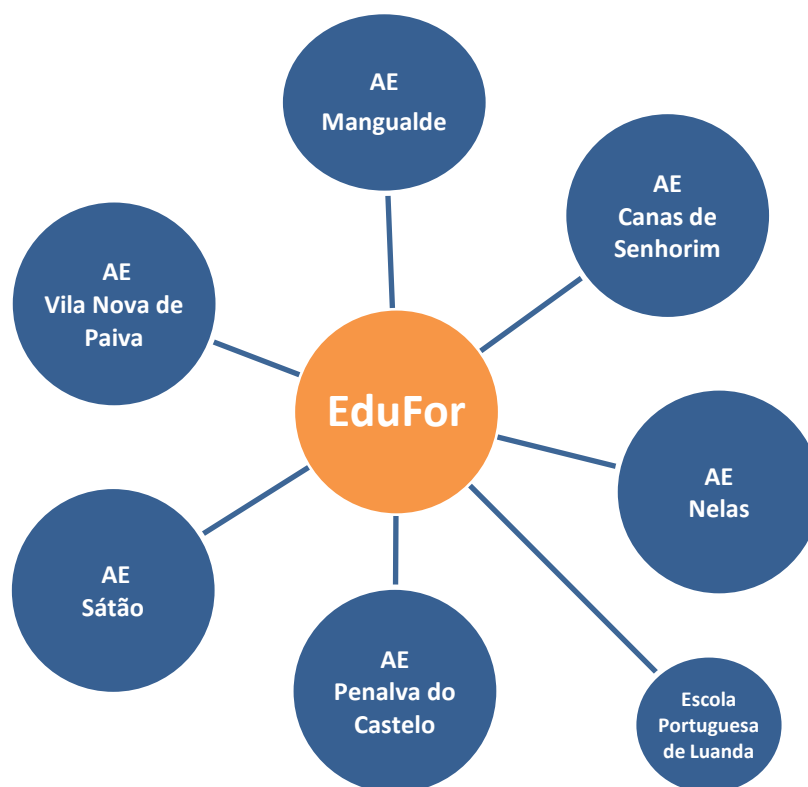 AE
Mangualde
AE
Canas de
Senhorim
AE
Vila Nova de
Paiva
EduFor
AE
Nelas
AE
Sátão
AE
Penalva do
Castelo
Escola
Portuguesa
de Luanda